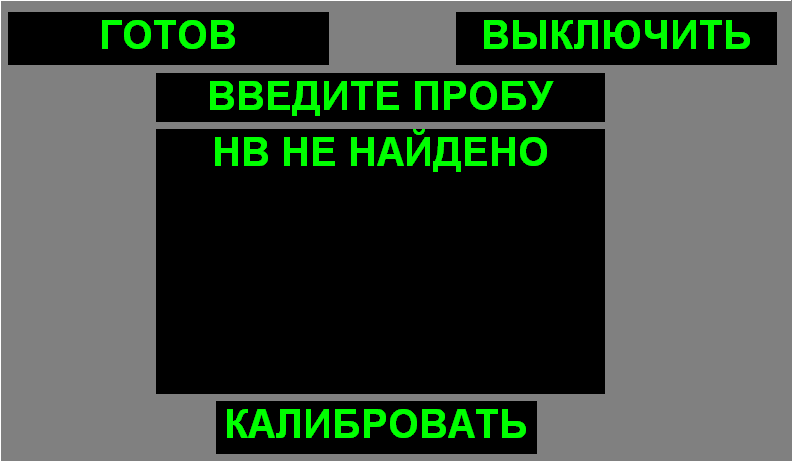 ГОТОВ
ВЫКЛЮЧИТЬ
ВВЕДИТЕ ПРОБУ
НВ НЕ НАЙДЕНО
КАЛИБРОВАТЬ